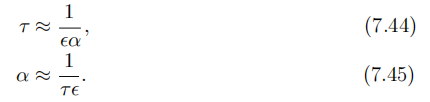 τ ≈ 1/(ϵα), (7.44)
α ≈ 1/(τϵ). (7.45)